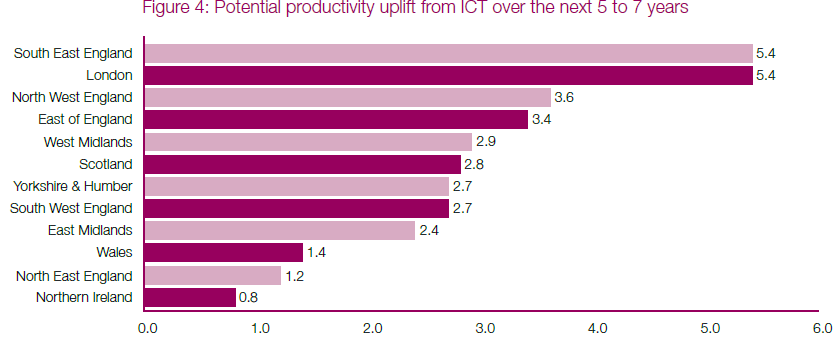 Figure 4: Potential productivity uplift from ICT over the next 5 to 7 years
South East England 5.4
London 5.4
North West England 3.6
East of England 3.4
West Midlands 2.9
Scotland 2.8
Yorkshire & Humber 2.7
South West England 2.7
East Midlands 2.4
Wales 1.4
North East England 1.2
Northern Ireland 0.8
0.0 1.0 2.0 3.0 4.0 5.0 6.0